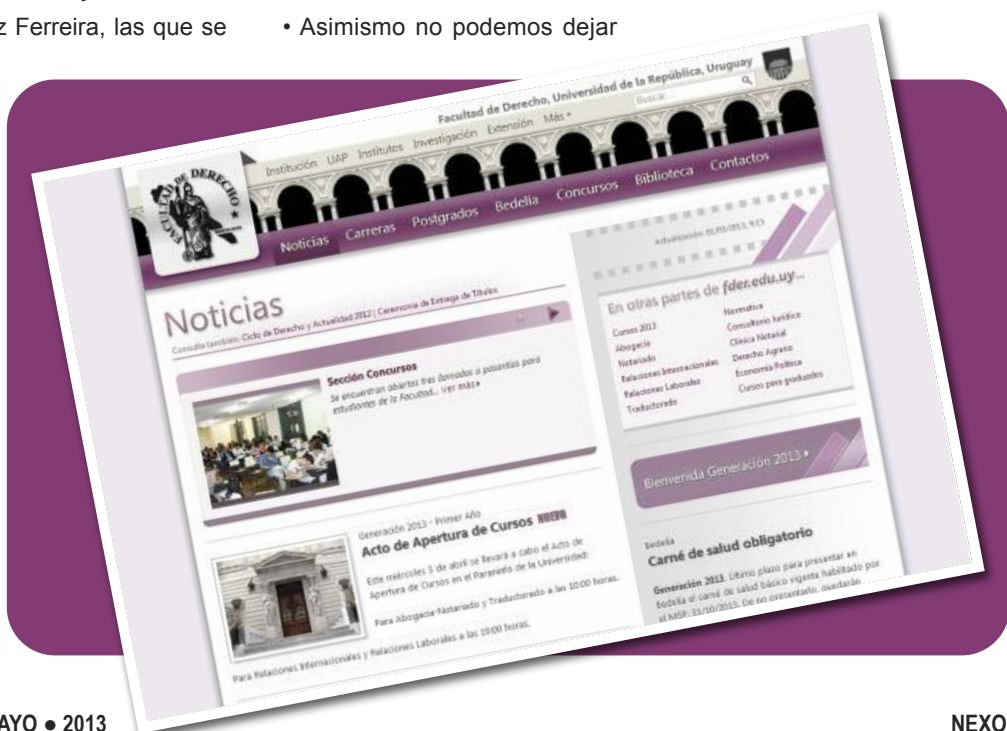 z Ferreira, las que se
• Asimismo no podemos dejar
Facultad de Derecho, Universidad de la República, Uruguay
Buscar...
Institución UAP Institutos Investigación Extensión Más
FACULTAD DE DERECHO
Noticias Carreras Postgrados Bedelía Concursos Biblioteca Contactos
Noticias
Consulte también: Ciclo de Derecho y Actualidad 2012 | Ceremonia de Entrega de Títulos
Sección Concursos
Se encuentran abiertos tres llamados a pasantías para
estudiantes de la Facultad... Ver más
Generación 2013 - Primer Año
Acto de Apertura de Cursos NUEVO
Este miércoles 3 de abril se llevará a cabo el Acto de
Apertura de Cursos en el Paraninfo de la Universidad:
Para Abogacía-Notariado y Traductorado a las 10:00 horas.
Para Relaciones Internacionales y Relaciones Laborales a las 19:00 horas.
Actualización: 01/03/2013,
En otras partes de fder.edu.uy...
Cursos 2013
Abogacía
Notariado
Relaciones Internacionales
Relaciones Laborales
Traductorado
Normativa
Consultorio Jurídico
Clínica Notarial
Derecho Agrario
Economía Política
Cursos para graduados
Bienvenida Generación 2013
Bedelía
Carné de salud obligatorio
Generación 2013. Último plazo para presentar en
Bedelía el carné de salud básico vigente habilitado por
el MSP: 31/10/2013. De no presentarlo, quedarán
AYO ● 2013
NEXO